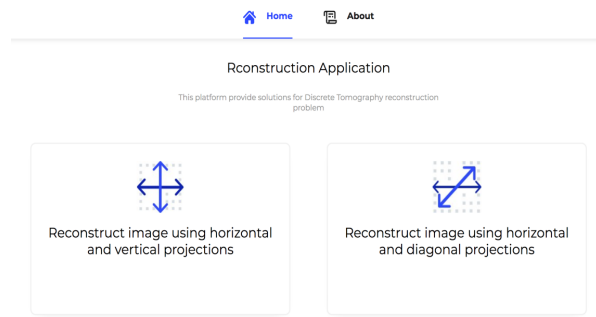 Home
About
Rconstruction Application
This platform provide solutions for Discrete Tomography reconstruction
problem
Reconstruct image using horizontal
and vertical projections
Reconstruct image using horizontal
and diagonal projections